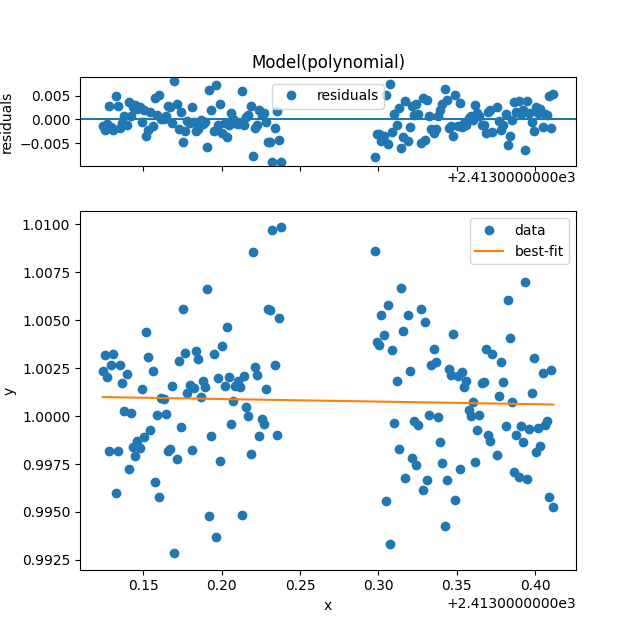 Model(polynomial)
residuals
0.005
0.000
−0.005
residuals
+2.4130000000e3
1.0100
1.0075
1.0050
1.0025
1.0000
0.9975
0.9950
0.9925
y
data
best-fit
0.15 0.20 0.25 0.30 0.35 0.40
x
+2.4130000000e3